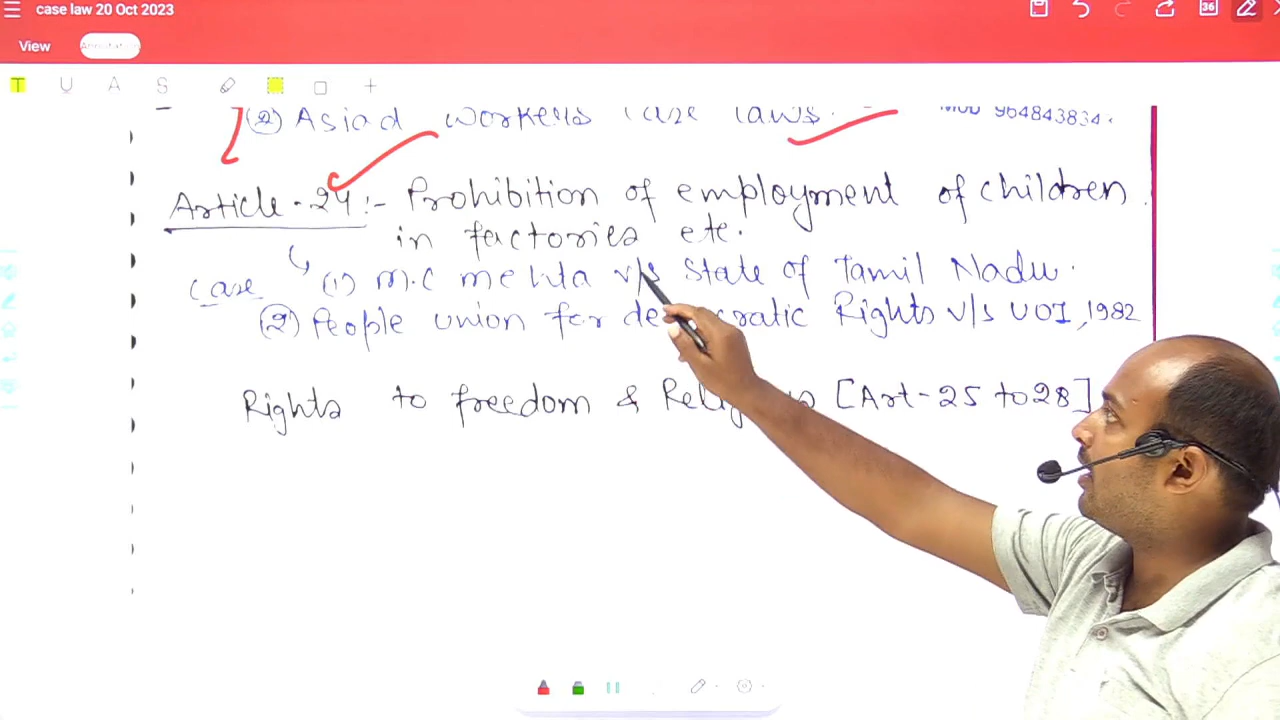 case law 20 Oct 2023
36
View
Annotation
T U A S
(2) Asiad workers case laws.
Article - 24 :- Prohibition of employment of children
in factories etc.
Case (1) M.C mehta v/s State of Tamil Nadu.
(2) People union for democratic Rights v/s UOI, 1982
Rights to freedom & [Art - 25 to 28]